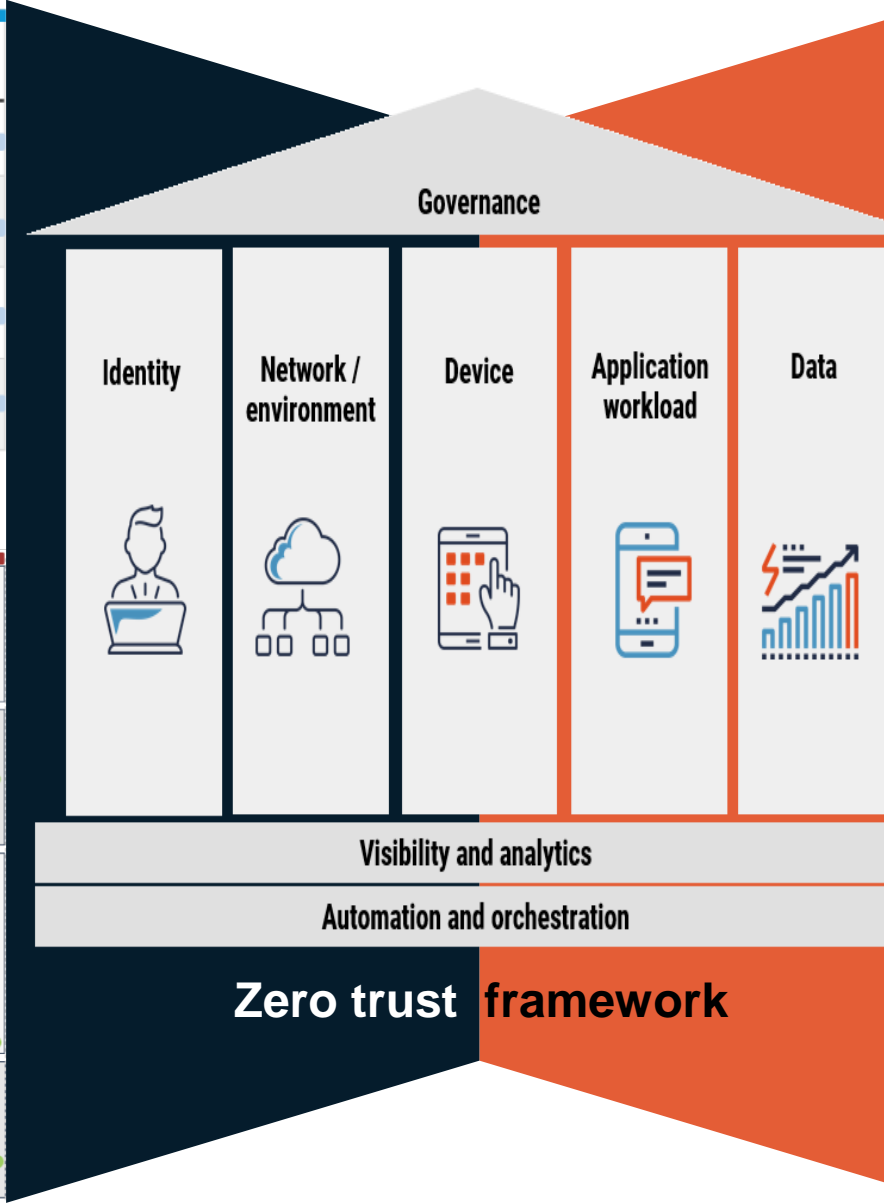 Governance
Identity
Network /
environment
Device
Application
workload
Data
Visibility and analytics
Automation and orchestration
Zero trust framework